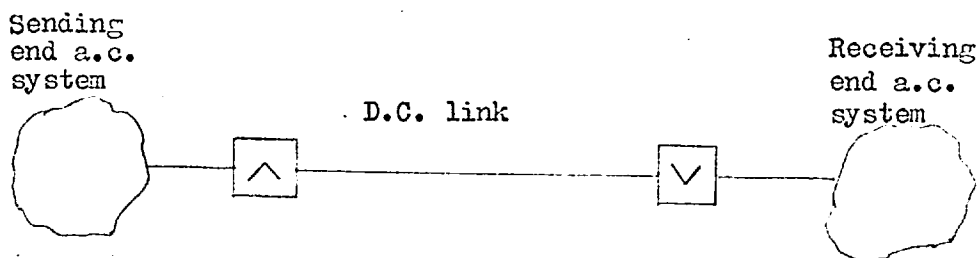 Sending
end a.c.
system
D.C. link
Receiving
end a.c.
system